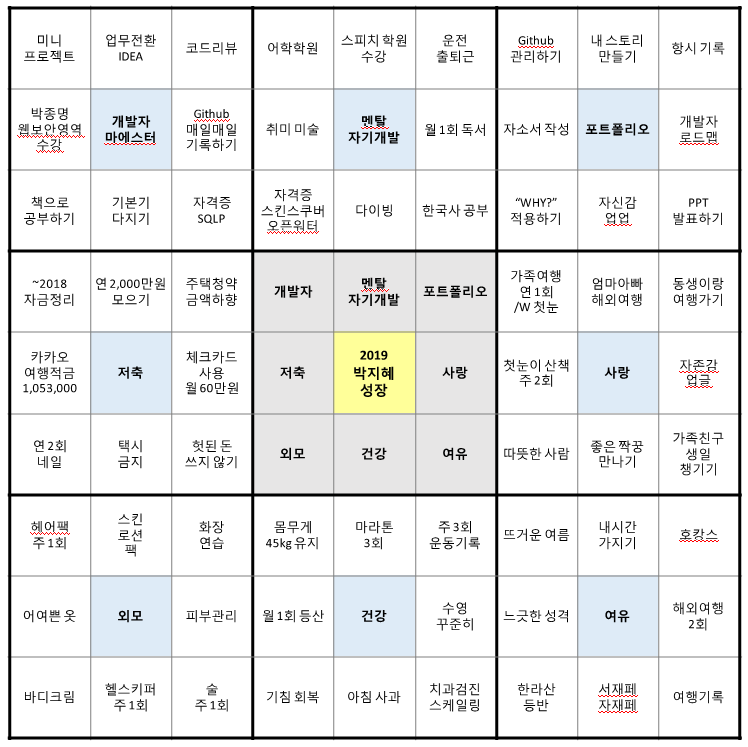 미니
프로젝트
업무전환
IDEA
코드리뷰
어학학원
스피치 학원
수강
운전
출퇴근
Github
관리하기
내 스토리
만들기
항시 기록
박종명
웹보안영역
수강
개발자
마에스터
Github
매일매일
기록하기
취미 미술
멘탈
자기개발
월 1회 독서
자소서 작성
포트폴리오
개발자
로드맵
책으로
공부하기
기본기
다지기
자격증
SQLP
자격증
스킨스쿠버
오픈워터
다이빙
한국사 공부
“WHY?”
적용하기
자신감
업업
PPT
발표하기
~2018
자금정리
연 2,000만원
모으기
주택청약
금액하향
개발자
멘탈
자기개발
포트폴리오
가족여행
연 1회
/W 첫눈
엄마아빠
해외여행
동생이랑
여행가기
카카오
여행적금
1,053,000
저축
체크카드
사용
월 60만원
저축
2019
박지혜
성장
사랑
첫눈이 산책
주 2회
사랑
자존감
업글
연 2회
네일
택시
금지
헛된 돈
쓰지 않기
외모
건강
여유
따뜻한 사람
좋은 짝꿍
만나기
가족친구
생일
챙기기
헤어팩
주 1회
스킨
로션
팩
화장
연습
몸무게
45kg 유지
마라톤
3회
주 3회
운동기록
뜨거운 여름
내시간
가지기
호캉스
어여쁜 옷
외모
피부관리
월 1회 등산
건강
수영
꾸준히
느긋한 성격
여유
해외여행
2회
바디크림
헬스키퍼
주 1회
술
주 1회
기침 회복
아침 사과
치과검진
스케일링
한라산
등반
서재페
자재페
여행기록